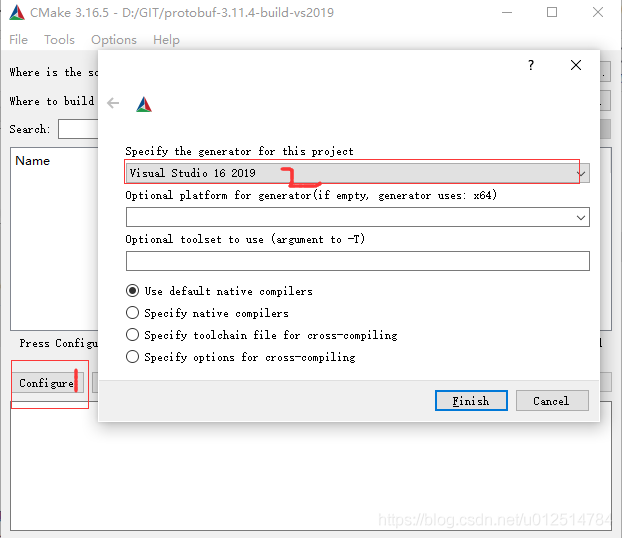 CMake 3.16.5 - D:/GIT/protobuf-3.11.4-build-vs2019
File Tools Options Help
Where is the so
Where to build
Search:
Name
?
Specify the generator for this project
Visual Studio 16 2019
Optional platform for generator(if empty, generator uses: x64)
Optional toolset to use (argument to -T)
Use default native compilers
Specify native compilers
Specify toolchain file for cross-compiling
Specify options for cross-compiling
Finish Cancel
Press Configu
Configure
https://blog.csdn.net/u012514784